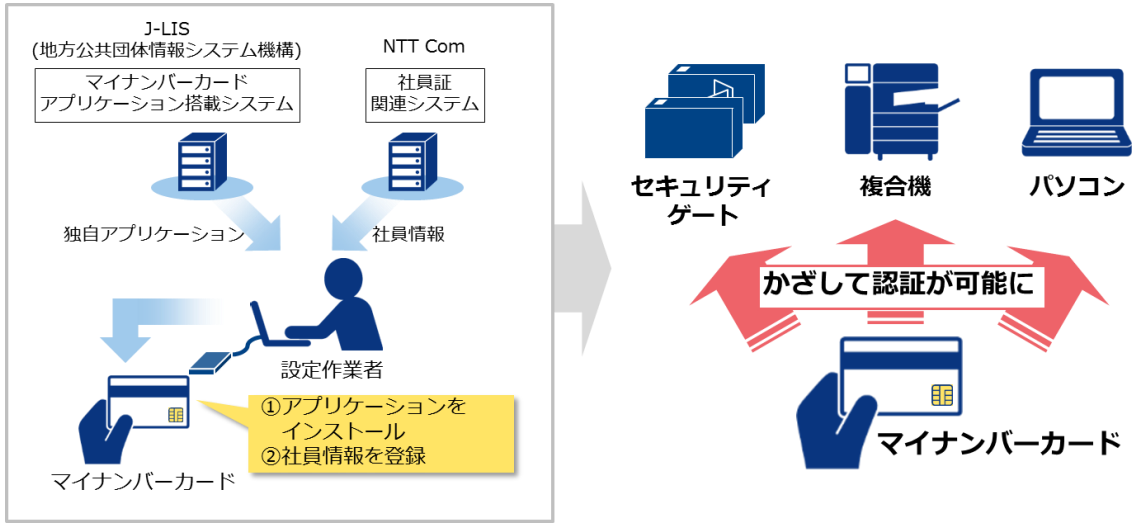 J-LIS
(地方公共団体情報システム機構)
マイナンバーカード
アプリケーション搭載システム
NTT Com
社員証
関連システム
独自アプリケーション
社員情報
設定作業者
①アプリケーションを
インストール
②社員情報を登録
マイナンバーカード
セキュリティ
ゲート
複合機
パソコン
かざして認証が可能に
マイナンバーカード